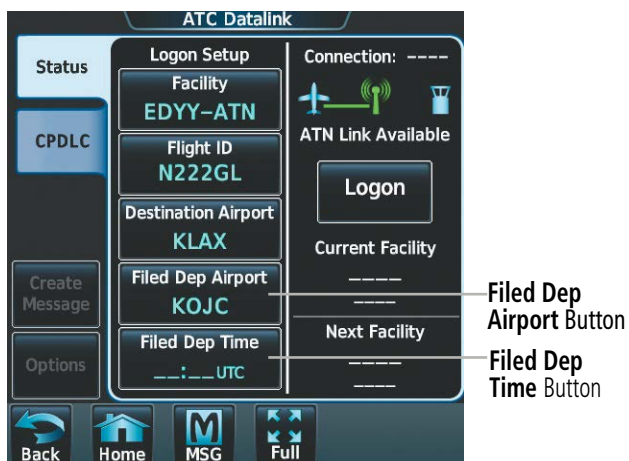 ATC Datalink
Status
CPDLC
Create
Message
Options
Logon Setup
Facility
EDYY–ATN
Flight ID
N222GL
Destination Airport
KLAX
Filed Dep Airport
KOJC
Filed Dep Time
__:__UTC
Connection: ––––
ATN Link Available
Logon
Current Facility
––––
––––
Next Facility
––––
––––
Filed Dep
Airport Button
Filed Dep
Time Button
Back
Home
MSG
Full